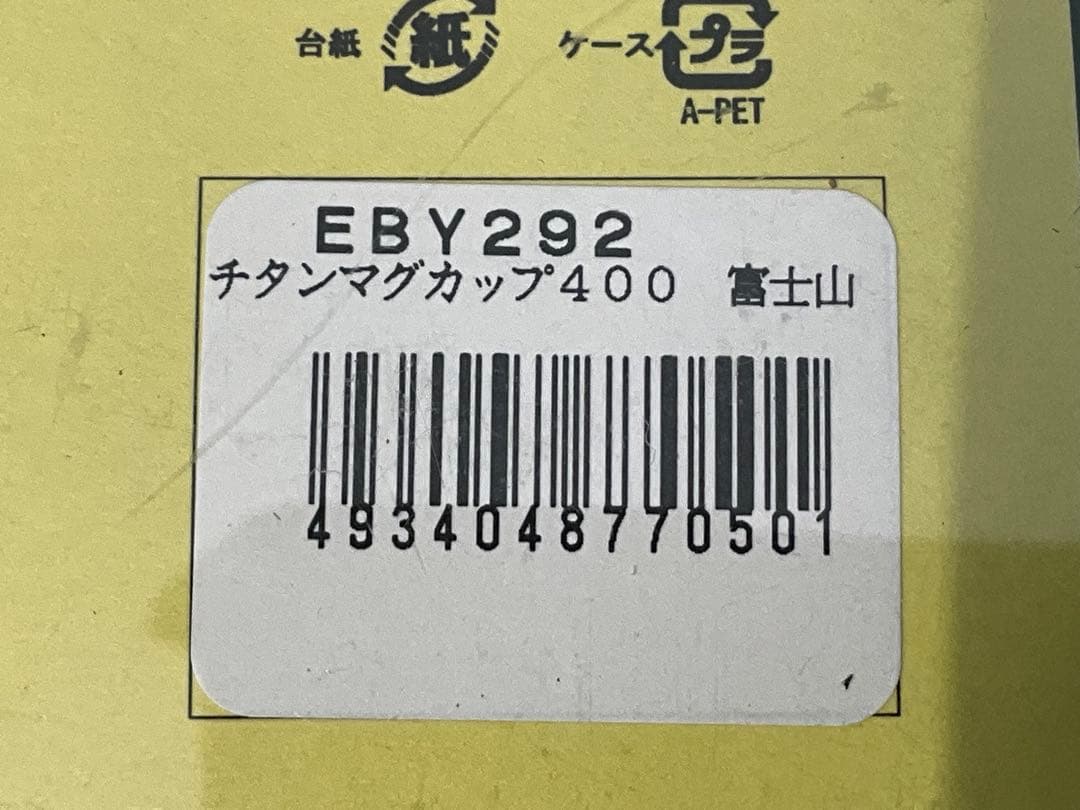 台紙 紙 ケース プラ
A-PET
EBY292
チタンマグカップ400 富士山
4934048770501